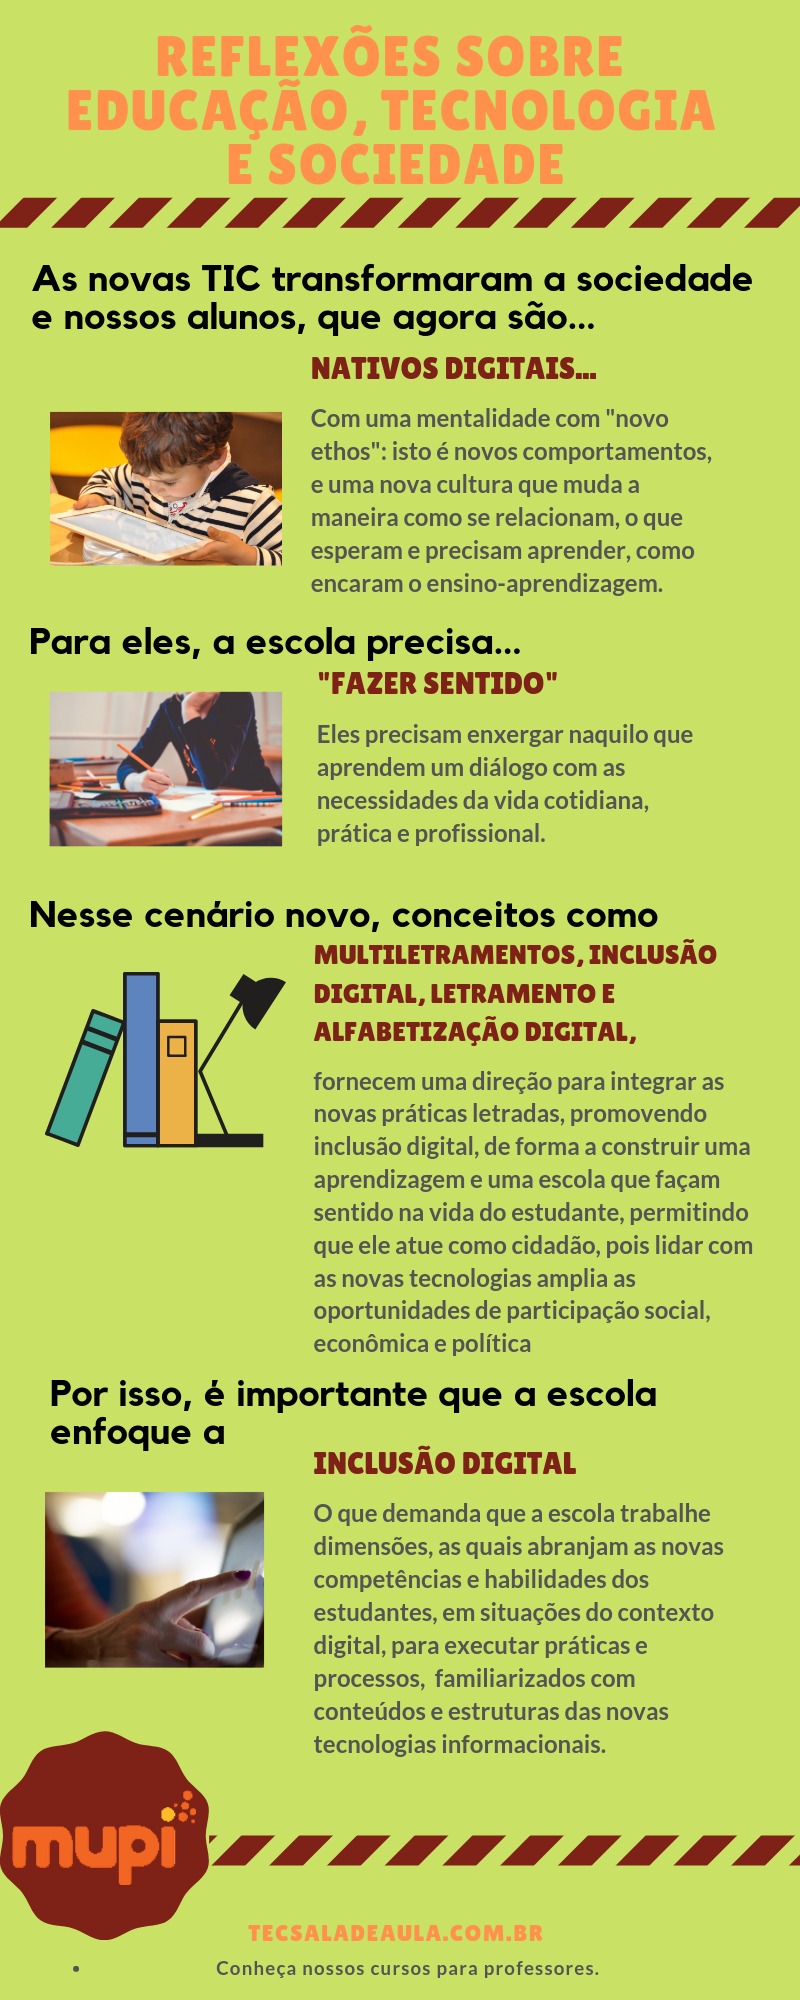 REFLEXÕES SOBRE
EDUCAÇÃO, TECNOLOGIA
E SOCIEDADE
As novas TIC transformaram a sociedade
e nossos alunos, que agora são...
NATIVOS DIGITAIS...
Com uma mentalidade com "novo
ethos": isto é novos comportamentos,
e uma nova cultura que muda a
maneira como se relacionam, o que
esperam e precisam aprender, como
encaram o ensino-aprendizagem.
Para eles, a escola precisa...
"FAZER SENTIDO"
Eles precisam enxergar naquilo que
aprendem um diálogo com as
necessidades da vida cotidiana,
prática e profissional.
Nesse cenário novo, conceitos como
MULTILETRAMENTOS, INCLUSÃO
DIGITAL, LETRAMENTO E
ALFABETIZAÇÃO DIGITAL,
fornecem uma direção para integrar as
novas práticas letradas, promovendo
inclusão digital, de forma a construir uma
aprendizagem e uma escola que façam
sentido na vida do estudante, permitindo
que ele atue como cidadão, pois lidar com
as novas tecnologias amplia as
oportunidades de participação social,
econômica e política
Por isso, é importante que a escola
enfoque a
INCLUSÃO DIGITAL
O que demanda que a escola trabalhe
dimensões, as quais abranjam as novas
competências e habilidades dos
estudantes, em situações do contexto
digital, para executar práticas e
processos, familiarizados com
conteúdos e estruturas das novas
tecnologias informacionais.
mupi
TECSALADEAULA.COM.BR
• Conheça nossos cursos para professores.